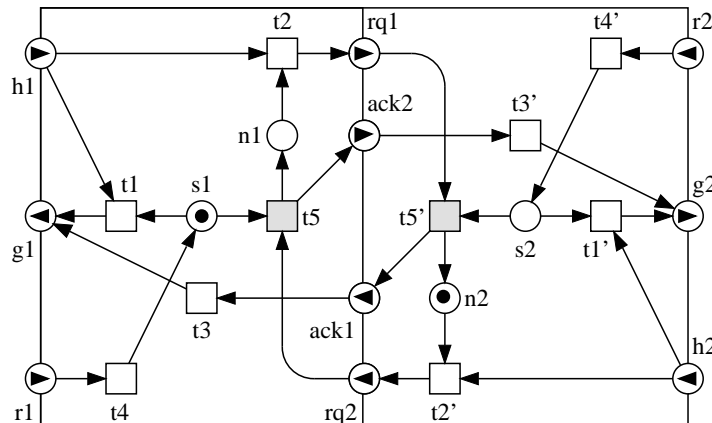 t2 rq1 t4' r2
h1 ack2
n1 t3'
t1 s1 g2
g1 t5 t5' s2 t1'
t3 ack1 n2
h2
r1 t4 rq2 t2'